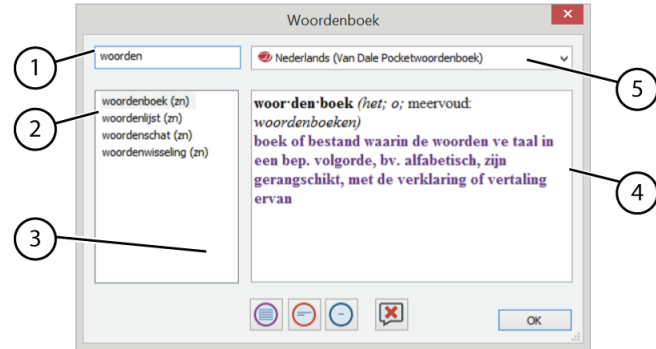 Woordenboek
1
woorden
Nederlands (Van Dale Pocketwoordenboek)
5
2
woordenboek (zn)
woordenlijst (zn)
woordenschat (zn)
woordenwisseling (zn)
3
woor·den·boek (het; o; meervoud:
woordenboeken)
boek of bestand waarin de woorden ve taal in
een bep. volgorde, bv. alfabetisch, zijn
gerangschikt, met de verklaring of vertaling
ervan
4
OK